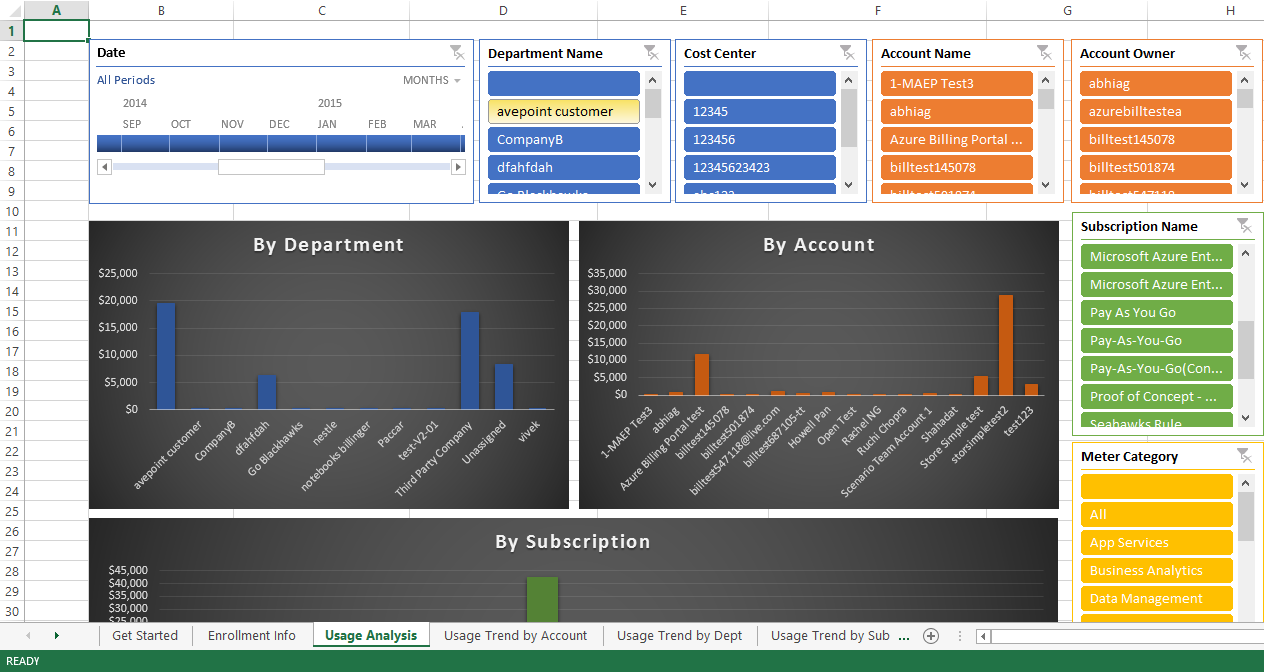 A B C D E F G H
1
2
3
4
5
6
7
8
9
10
11
12
13
14
15
16
17
18
19
20
21
22
23
24
25
26
27
28
29
30
Date
All Periods MONTHS
2014 2015
SEP OCT NOV DEC JAN FEB MAR .
Department Name
avepoint customer
CompanyB
dfahfdah
Go Blackhawks
Cost Center
12345
123456
12345623423
abc123
Account Name
1-MAEP Test3
abhiag
Azure Billing Portal ...
billtest145078
billtest501874
Account Owner
abhiag
azurebilltestea
billtest145078
billtest501874
billtest547118
By Department
$25,000
$20,000
$15,000
$10,000
$5,000
$0
avepoint customer
CompanyB
dfahfdah
Go Blackhawks
nestle
notebooks billinger
Paccar
test-V2-01
Third Party Company
Unassigned
vivek
By Account
$35,000
$30,000
$25,000
$20,000
$15,000
$10,000
$5,000
$0
1-MAEP Test3
abhiag
Azure Billing Portal test
billtest145078
billtest501874
billtest547118@live.com
billtest687105-tt
Howell Pan
Open Test
Rachel NG
Ruchi Chopra
Scenario Team Account 1
Shahadat
Store Simple test
storsimpletest2
test123
Subscription Name
Microsoft Azure Ent...
Microsoft Azure Ent...
Pay As You Go
Pay-As-You-Go
Pay-As-You-Go(Con...
Proof of Concept - ...
Seahawks Rule
Meter Category
All
App Services
Business Analytics
Data Management
By Subscription
$45,000
$40,000
$35,000
$30,000
$25,000
Get Started Enrollment Info Usage Analysis Usage Trend by Account Usage Trend by Dept Usage Trend by Sub ...
READY